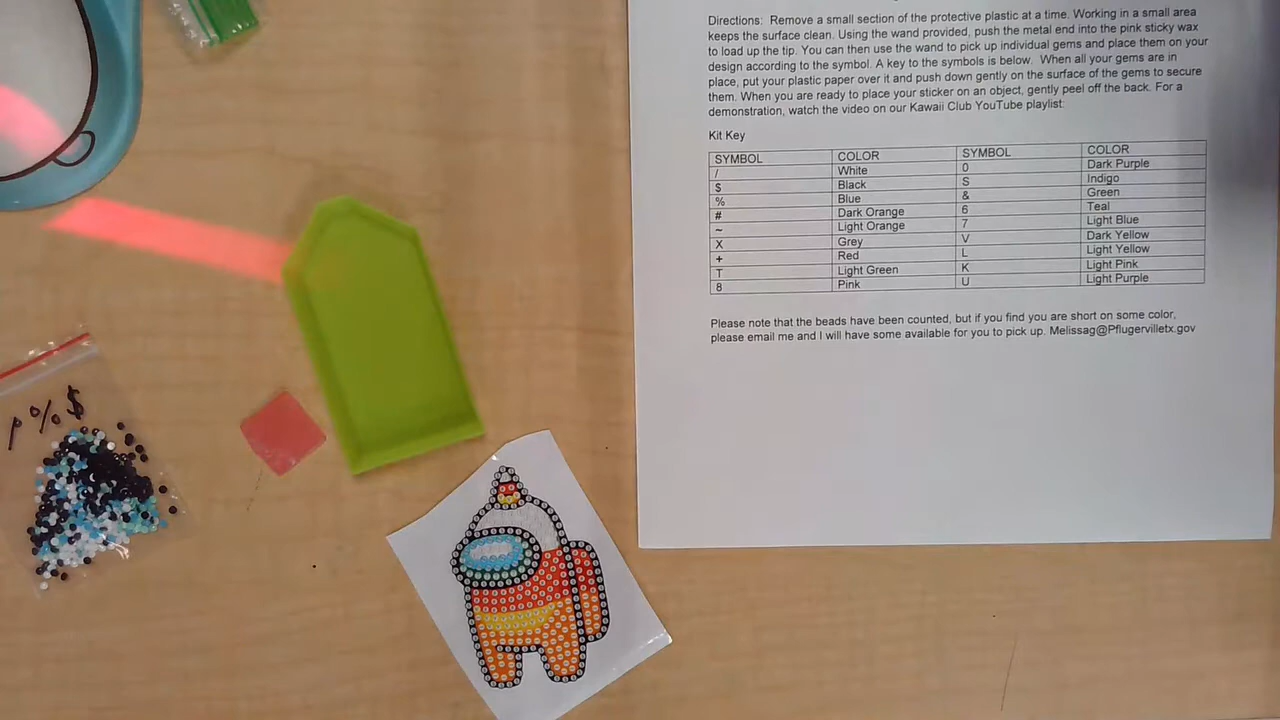 Directions: Remove a small section of the protective plastic at a time. Working in a small area
keeps the surface clean. Using the wand provided, push the metal end into the pink sticky wax
to load up the tip. You can then use the wand to pick up individual gems and place them on your
design according to the symbol. A key to the symbols is below. When all your gems are in
place, put your plastic paper over it and push down gently on the surface of the gems to secure
them. When you are ready to place your sticker on an object, gently peel off the back. For a
demonstration, watch the video on our Kawaii Club YouTube playlist.
Kit Key
SYMBOL COLOR SYMBOL COLOR
/ White 0 Dark Purple
$ Black S Indigo
% Blue & Green
# Dark Orange 6 Teal
~ Light Orange 7 Light Blue
X Grey V Dark Yellow
+ Red L Light Yellow
T Light Green K Light Pink
8 Pink U Light Purple
Please note that the beads have been counted, but if you find you are short on some color,
please email me and I will have some available for you to pick up. Melissag@Pflugervilletx.gov
% $